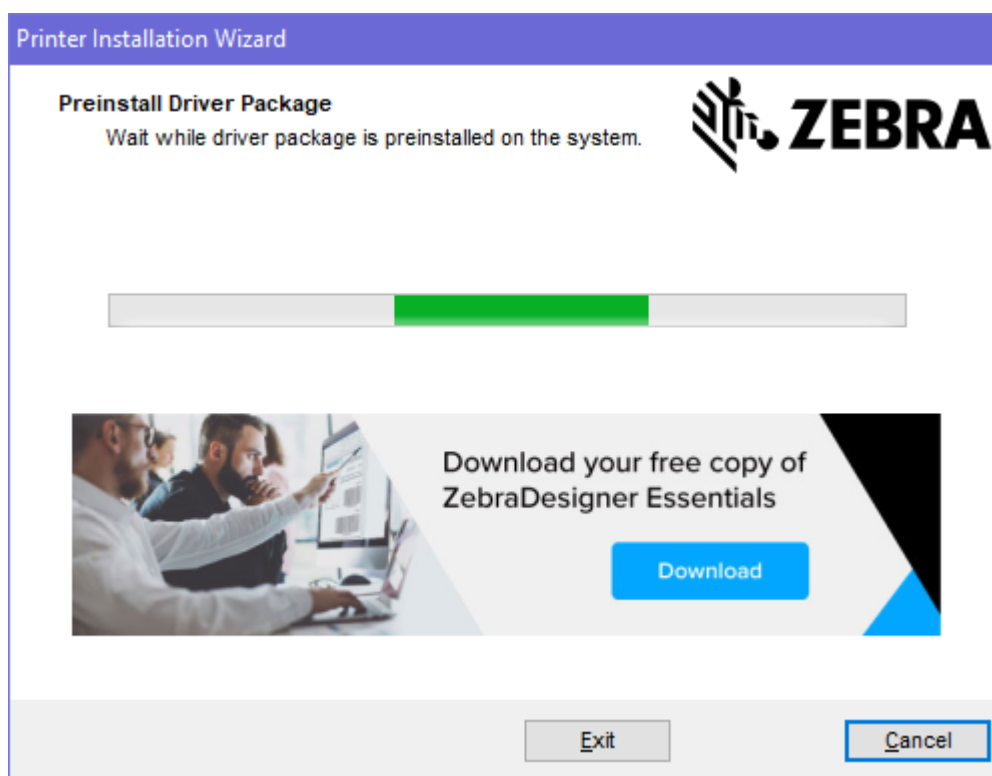 Printer Installation Wizard
Preinstall Driver Package
Wait while driver package is preinstalled on the system.
ZEBRA
Download your free copy of
ZebraDesigner Essentials
Download
Exit
Cancel